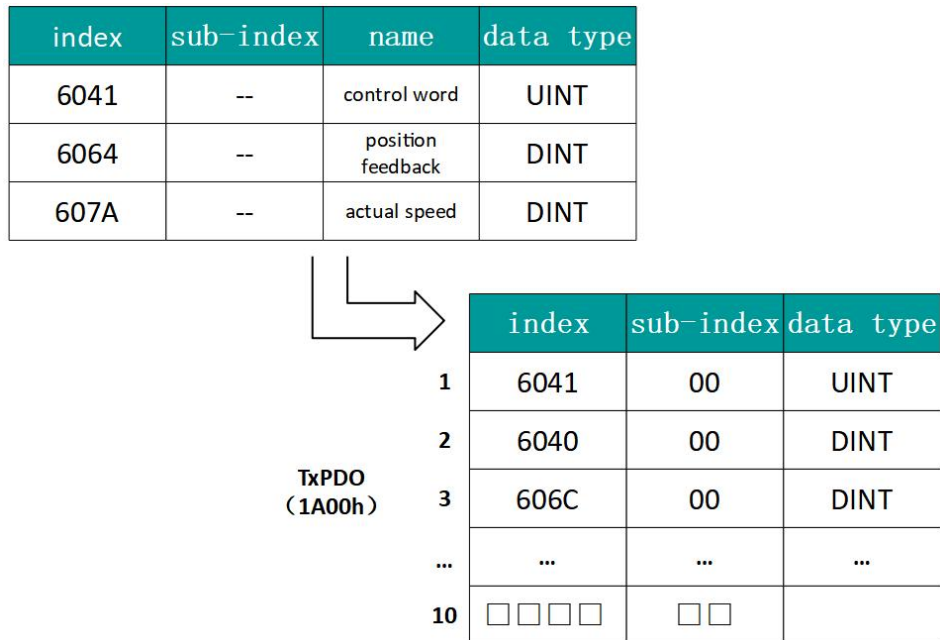 index sub-index name data type
6041 -- control word UINT
6064 -- position
feedback DINT
607A -- actual speed DINT
index sub-index data type
1 6041 00 UINT
2 6040 00 DINT
TxPDO
(1A00h)
3 606C 00 DINT
... ... ... ...
10 □□□□ □□